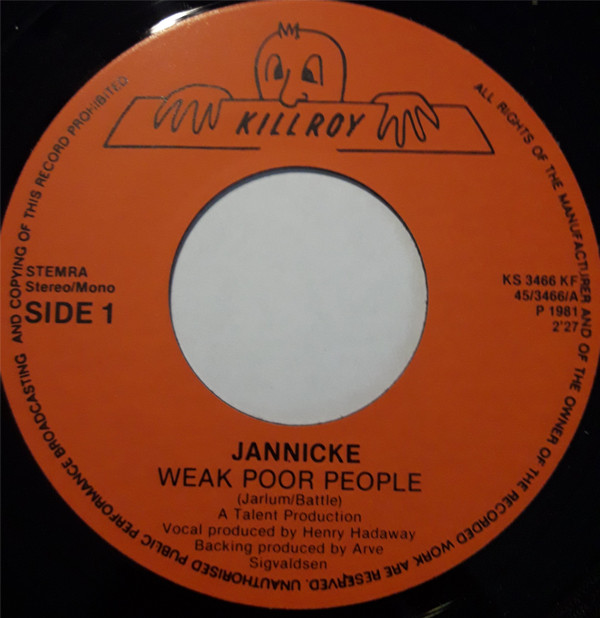 KILLROY
STEMRA
Stereo/Mono
SIDE 1
KS 3466 KF
45/3466/A
P 1981
2'27
JANNICKE
WEAK POOR PEOPLE
(Jarlum/Battle)
A Talent Production
Vocal produced by Henry Hadaway
Backing produced by Arve
Sigvaldsen
ALL RIGHTS OF THE MANUFACTURER AND OF THE OWNER OF THE RECORDED WORK ARE RESERVED. UNAUTHORISED PUBLIC PERFORMANCE BROADCASTING AND COPYING OF THIS RECORD PROHIBITED